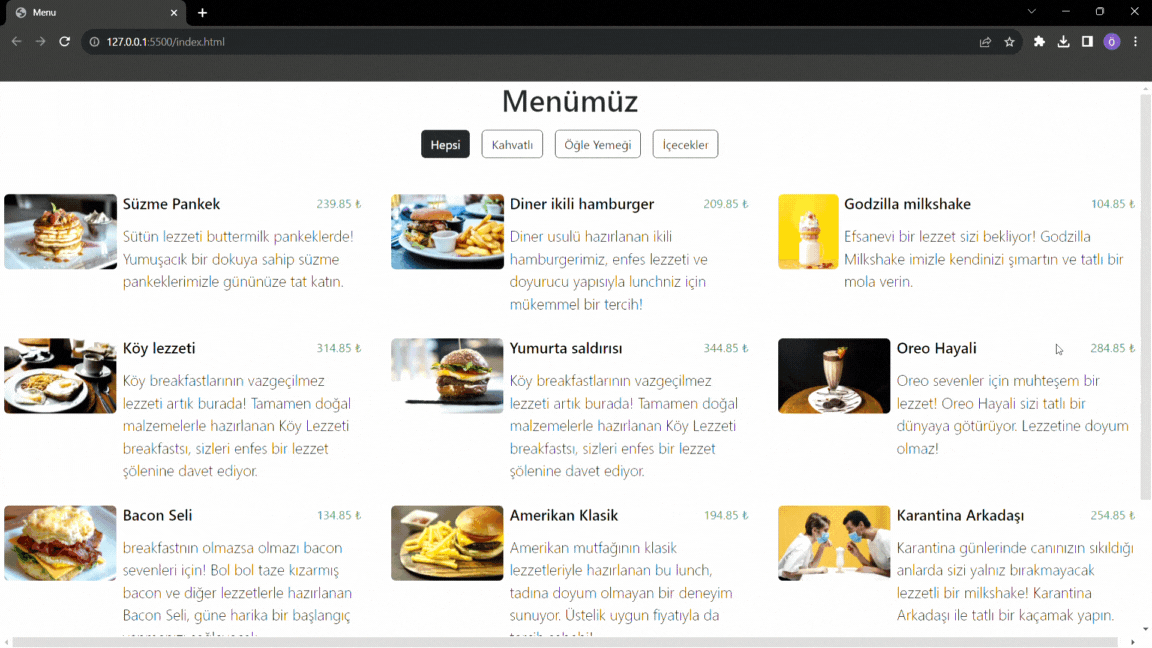 Menu
127.0.0.1:5500/index.html
ö
Menümüz
Hepsi
Kahvatlı
Öğle Yemeği
İçecekler
Süzme Pankek
239.85 ₺
Sütün lezzeti buttermilk pankeklerde!
Yumuşacık bir dokuya sahip süzme
pankeklerimizle gününüze tat katın.
Diner ikili hamburger
209.85 ₺
Diner usulü hazırlanan ikili
hamburgerimiz, enfes lezzeti ve
doyurucu yapısıyla lunchniz için
mükemmel bir tercih!
Godzilla milkshake
104.85 ₺
Efsanevi bir lezzet sizi bekliyor! Godzilla
Milkshake imizle kendinizi şımartın ve tatlı bir
mola verin.
Köy lezzeti
314.85 ₺
Köy breakfastlarının vazgeçilmez
lezzeti artık burada! Tamamen doğal
malzemelerle hazırlanan Köy Lezzeti
breakfastsı, sizleri enfes bir lezzet
şölenine davet ediyor.
Yumurta saldırısı
344.85 ₺
Köy breakfastlarının vazgeçilmez
lezzeti artık burada! Tamamen doğal
malzemelerle hazırlanan Köy Lezzeti
breakfastsı, sizleri enfes bir lezzet
şölenine davet ediyor.
Oreo Hayali
284.85 ₺
Oreo sevenler için muhteşem bir
lezzet! Oreo Hayali sizi tatlı bir
dünyaya götürüyor. Lezzetine doyum
olmaz!
Bacon Seli
134.85 ₺
breakfastnın olmazsa olmazı bacon
sevenleri için! Bol bol taze kızarmış
bacon ve diğer lezzetlerle hazırlanan
Bacon Seli, güne harika bir başlangıç
Amerikan Klasik
194.85 ₺
Amerikan mutfağının klasik
lezzetleriyle hazırlanan bu lunch,
tadına doyum olmayan bir deneyim
sunuyor. Üstelik uygun fiyatıyla da
Karantina Arkadaşı
254.85 ₺
Karantina günlerinde canınızın sıkıldığı
anlarda sizi yalnız bırakmayacak
lezzetli bir milkshake! Karantina
Arkadaşı ile tatlı bir kaçamak yapın.